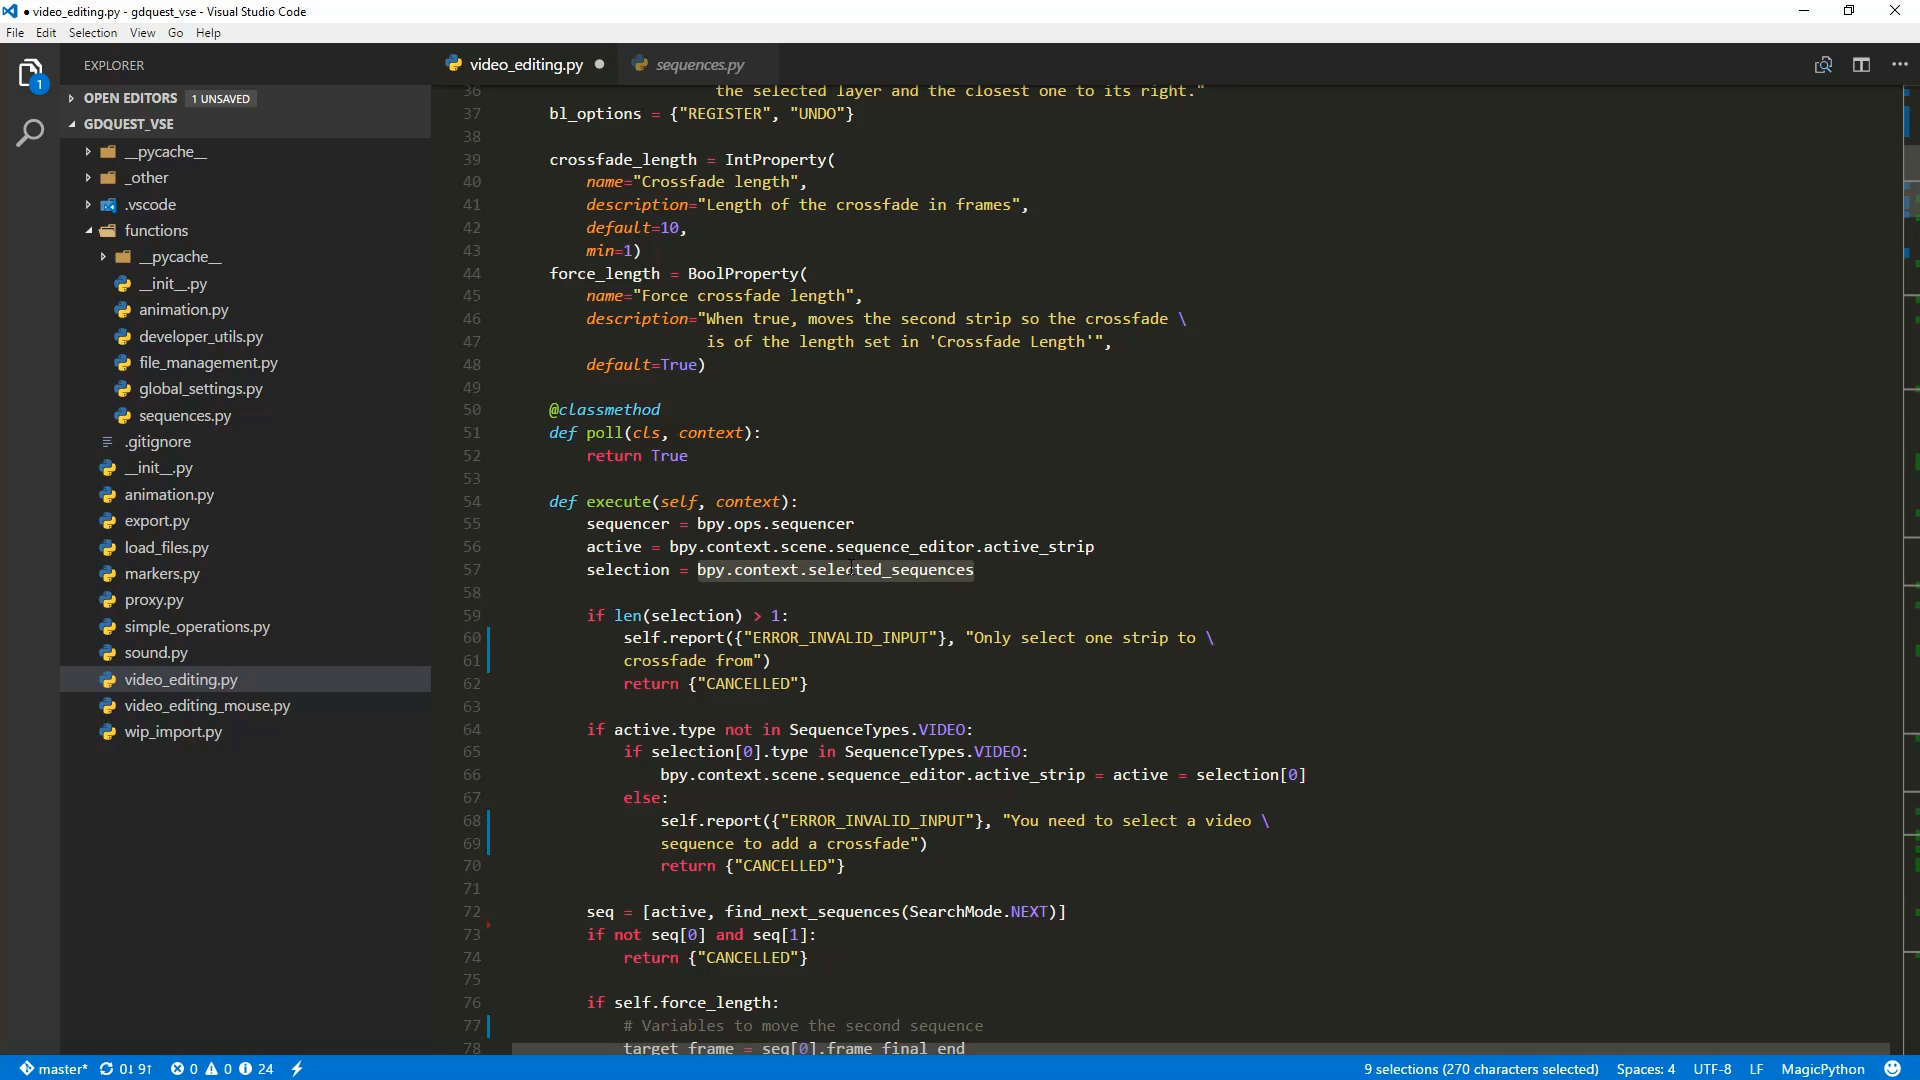 video_editing.py - gdquest_vse - Visual Studio Code
File Edit Selection View Go Help
1
EXPLORER
OPEN EDITORS 1 UNSAVED
GDQUEST_VSE
__pycache__
_other
.vscode
functions
__pycache__
__init__.py
animation.py
developer_utils.py
file_management.py
global_settings.py
sequences.py
.gitignore
__init__.py
animation.py
export.py
load_files.py
markers.py
proxy.py
simple_operations.py
sound.py
video_editing.py
video_editing_mouse.py
wip_import.py
video_editing.py sequences.py
36 the selected layer and the closest one to its right."
37 bl_options = {"REGISTER", "UNDO"}
38
39 crossfade_length = IntProperty(
40 name="Crossfade length",
41 description="Length of the crossfade in frames",
42 default=10,
43 min=1)
44 force_length = BoolProperty(
45 name="Force crossfade length",
46 description="When true, moves the second strip so the crossfade \
47 is of the length set in 'Crossfade Length'",
48 default=True)
49
50 @classmethod
51 def poll(cls, context):
52 return True
53
54 def execute(self, context):
55 sequencer = bpy.ops.sequencer
56 active = bpy.context.scene.sequence_editor.active_strip
57 selection = bpy.context.selected_sequences
58
59 if len(selection) > 1:
60 self.report({"ERROR_INVALID_INPUT"}, "Only select one strip to \
61 crossfade from")
62 return {"CANCELLED"}
63
64 if active.type not in SequenceTypes.VIDEO:
65 if selection[0].type in SequenceTypes.VIDEO:
66 bpy.context.scene.sequence_editor.active_strip = active = selection[0]
67 else:
68 self.report({"ERROR_INVALID_INPUT"}, "You need to select a video \
69 sequence to add a crossfade")
70 return {"CANCELLED"}
71
72 seq = [active, find_next_sequences(SearchMode.NEXT)]
73 if not seq[0] and seq[1]:
74 return {"CANCELLED"}
75
76 if self.force_length:
77 # Variables to move the second sequence
78 target_frame = seq[0].frame_final_end
master* 0↓ 9↑ 0 0 24 9 selections (270 characters selected) Spaces: 4 UTF-8 LF MagicPython